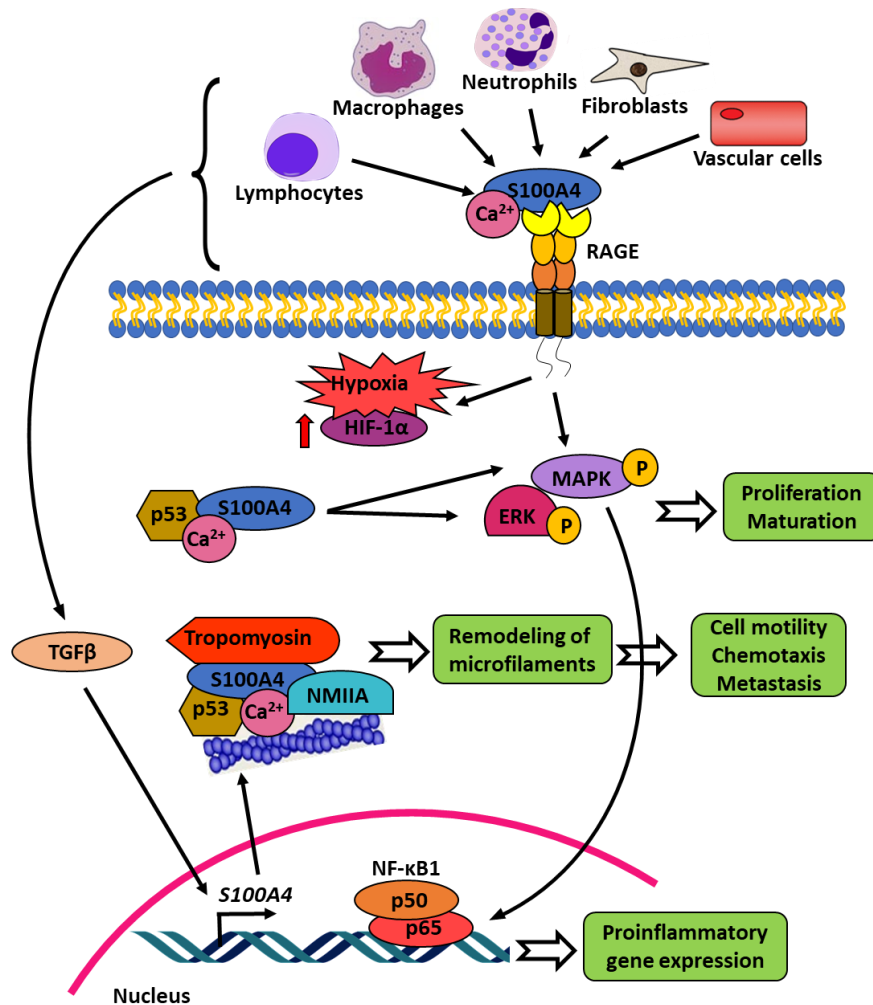 Macrophages
Neutrophils
Fibroblasts
Vascular cells
Lymphocytes
S100A4
Ca²⁺
RAGE
Hypoxia
HIF-1α
MAPK
P
ERK
P
Proliferation
Maturation
p53
S100A4
Ca²⁺
TGFβ
Tropomyosin
S100A4
p53
Ca²⁺
NMIIA
Remodeling of
microfilaments
Cell motility
Chemotaxis
Metastasis
S100A4
NF-κB1
p50
p65
Proinflammatory
gene expression
Nucleus